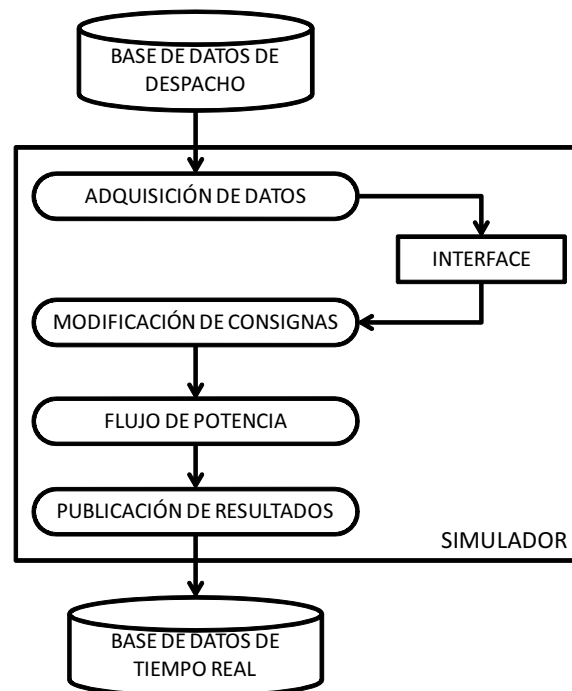 BASE DE DATOS DE
DESPACHO
ADQUISICIÓN DE DATOS
INTERFACE
MODIFICACIÓN DE CONSIGNAS
FLUJO DE POTENCIA
PUBLICACIÓN DE RESULTADOS
SIMULADOR
BASE DE DATOS DE
TIEMPO REAL